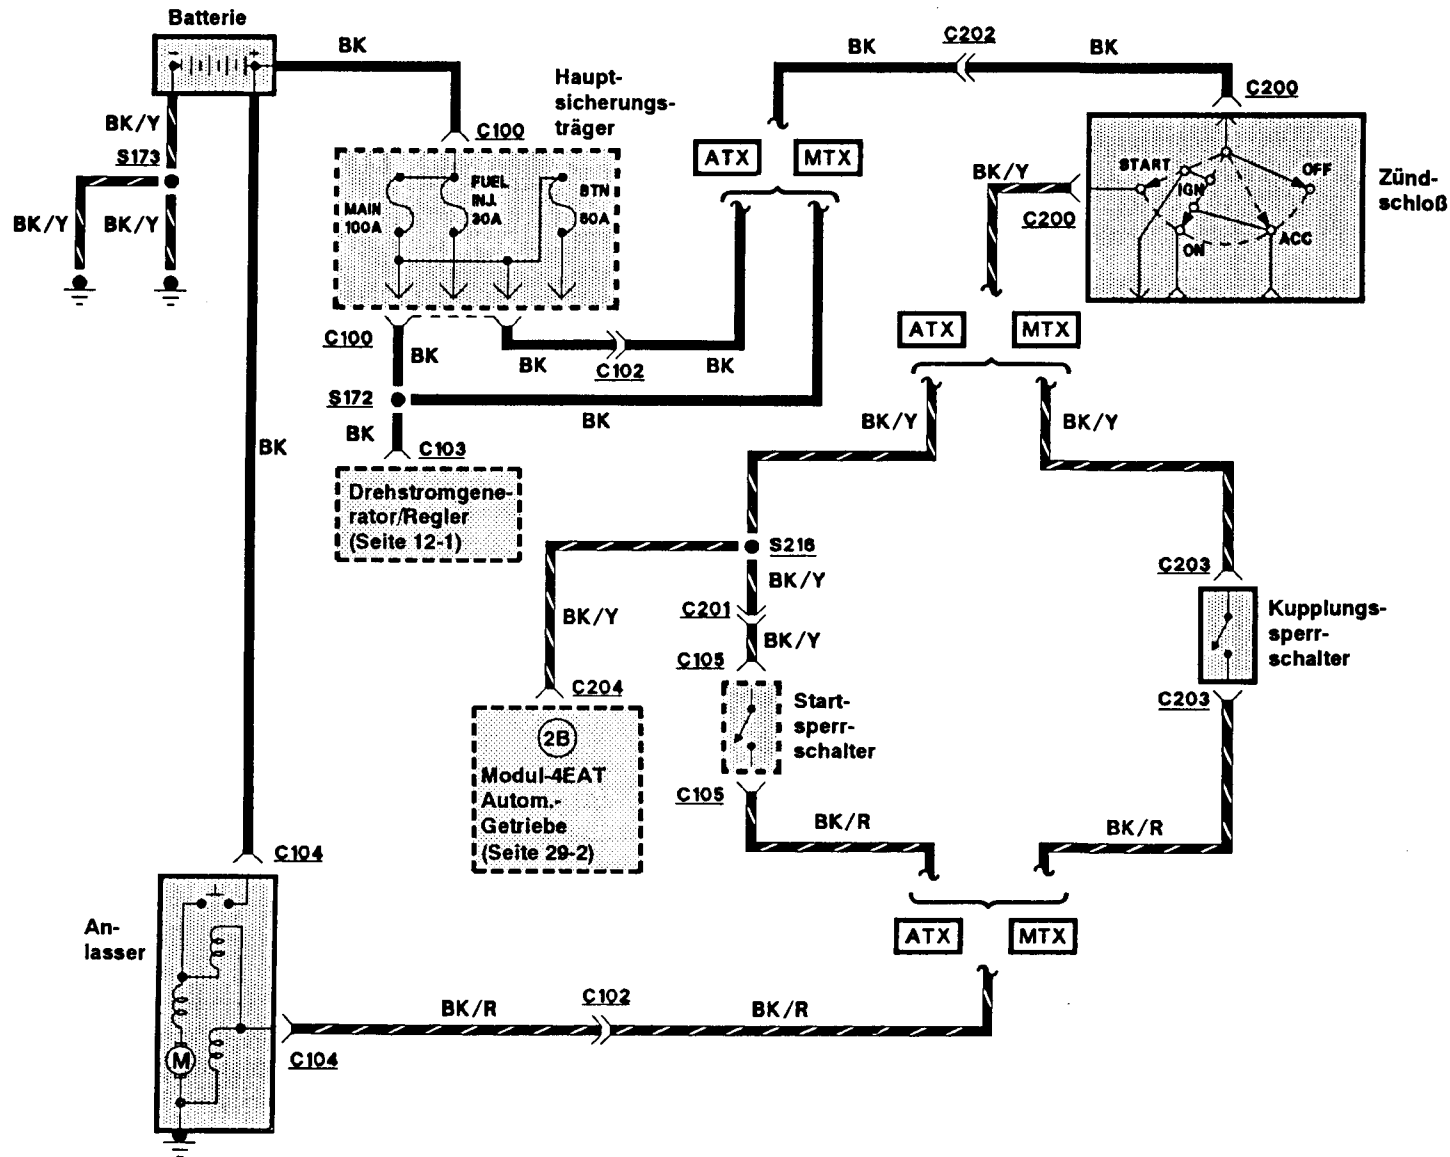 Batterie
BK
BK/Y
S173
BK/Y
BK/Y
Haupt-
sicherungs-
träger
C100
MAIN
100A
FUEL
INJ.
30A
BTN
60A
C100
BK
BK
C102
BK
S172
BK
BK
C103
Drehstromgene-
rator/Regler
(Seite 12-1)
BK
BK
C202
BK
C200
ATX
MTX
BK/Y
C200
START
IGN
OFF
ON
ACC
Zünd-
schloß
ATX
MTX
BK/Y
BK/Y
S216
BK/Y
BK/Y
C201
BK/Y
C105
C204
2B
Modul-4EAT
Autom.-
Getriebe
(Seite 29-2)
Start-
sperr-
schalter
C105
BK/R
C203
Kupplungs-
sperr-
schalter
C203
BK/R
ATX
MTX
C104
An-
lasser
M
C104
BK/R
C102
BK/R